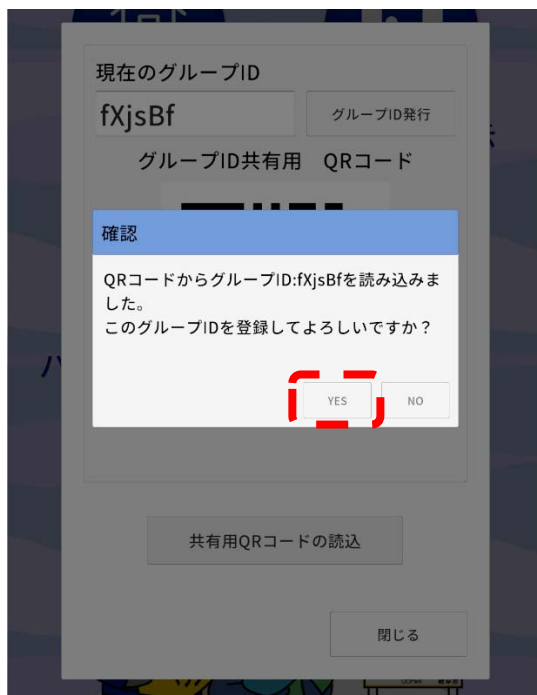 現在のグループID
fXjsBf
グループID発行
グループID共有用 QRコード
確認
QRコードからグループID:fXjsBfを読み込みま
した。
このグループIDを登録してよろしいですか？
YES
NO
共有用QRコードの読込
閉じる